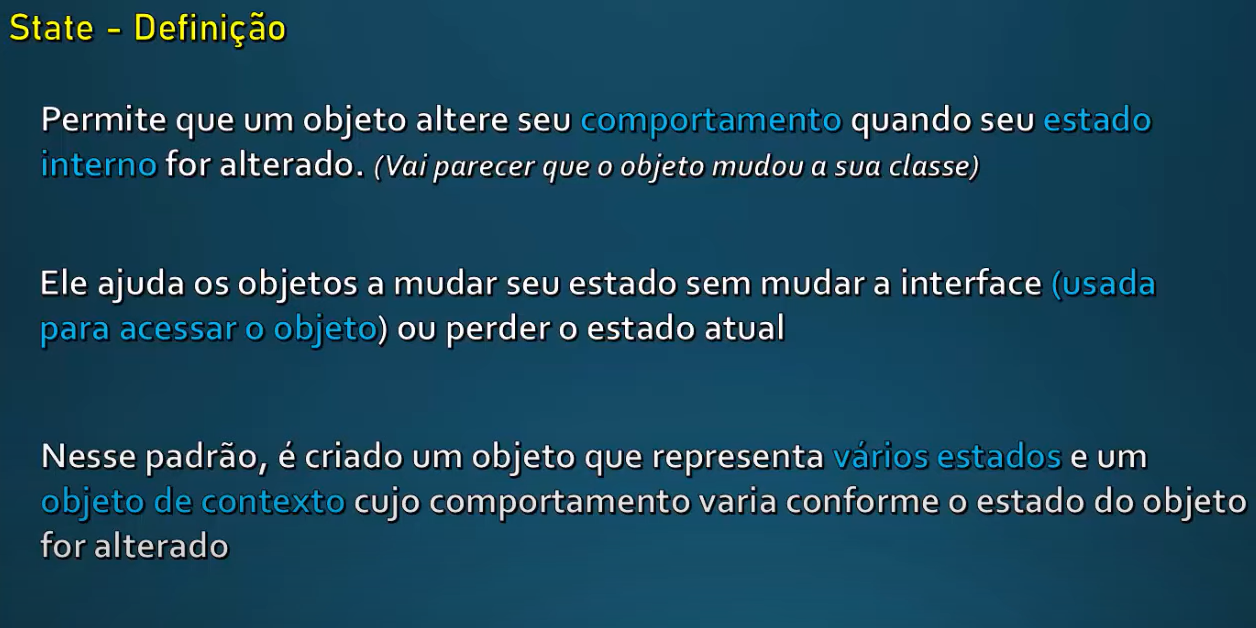 State - Definição
Permite que um objeto altere seu comportamento quando seu estado
interno for alterado. (Vai parecer que o objeto mudou a sua classe)
Ele ajuda os objetos a mudar seu estado sem mudar a interface (usada
para acessar o objeto) ou perder o estado atual
Nesse padrão, é criado um objeto que representa vários estados e um
objeto de contexto cujo comportamento varia conforme o estado do objeto
for alterado